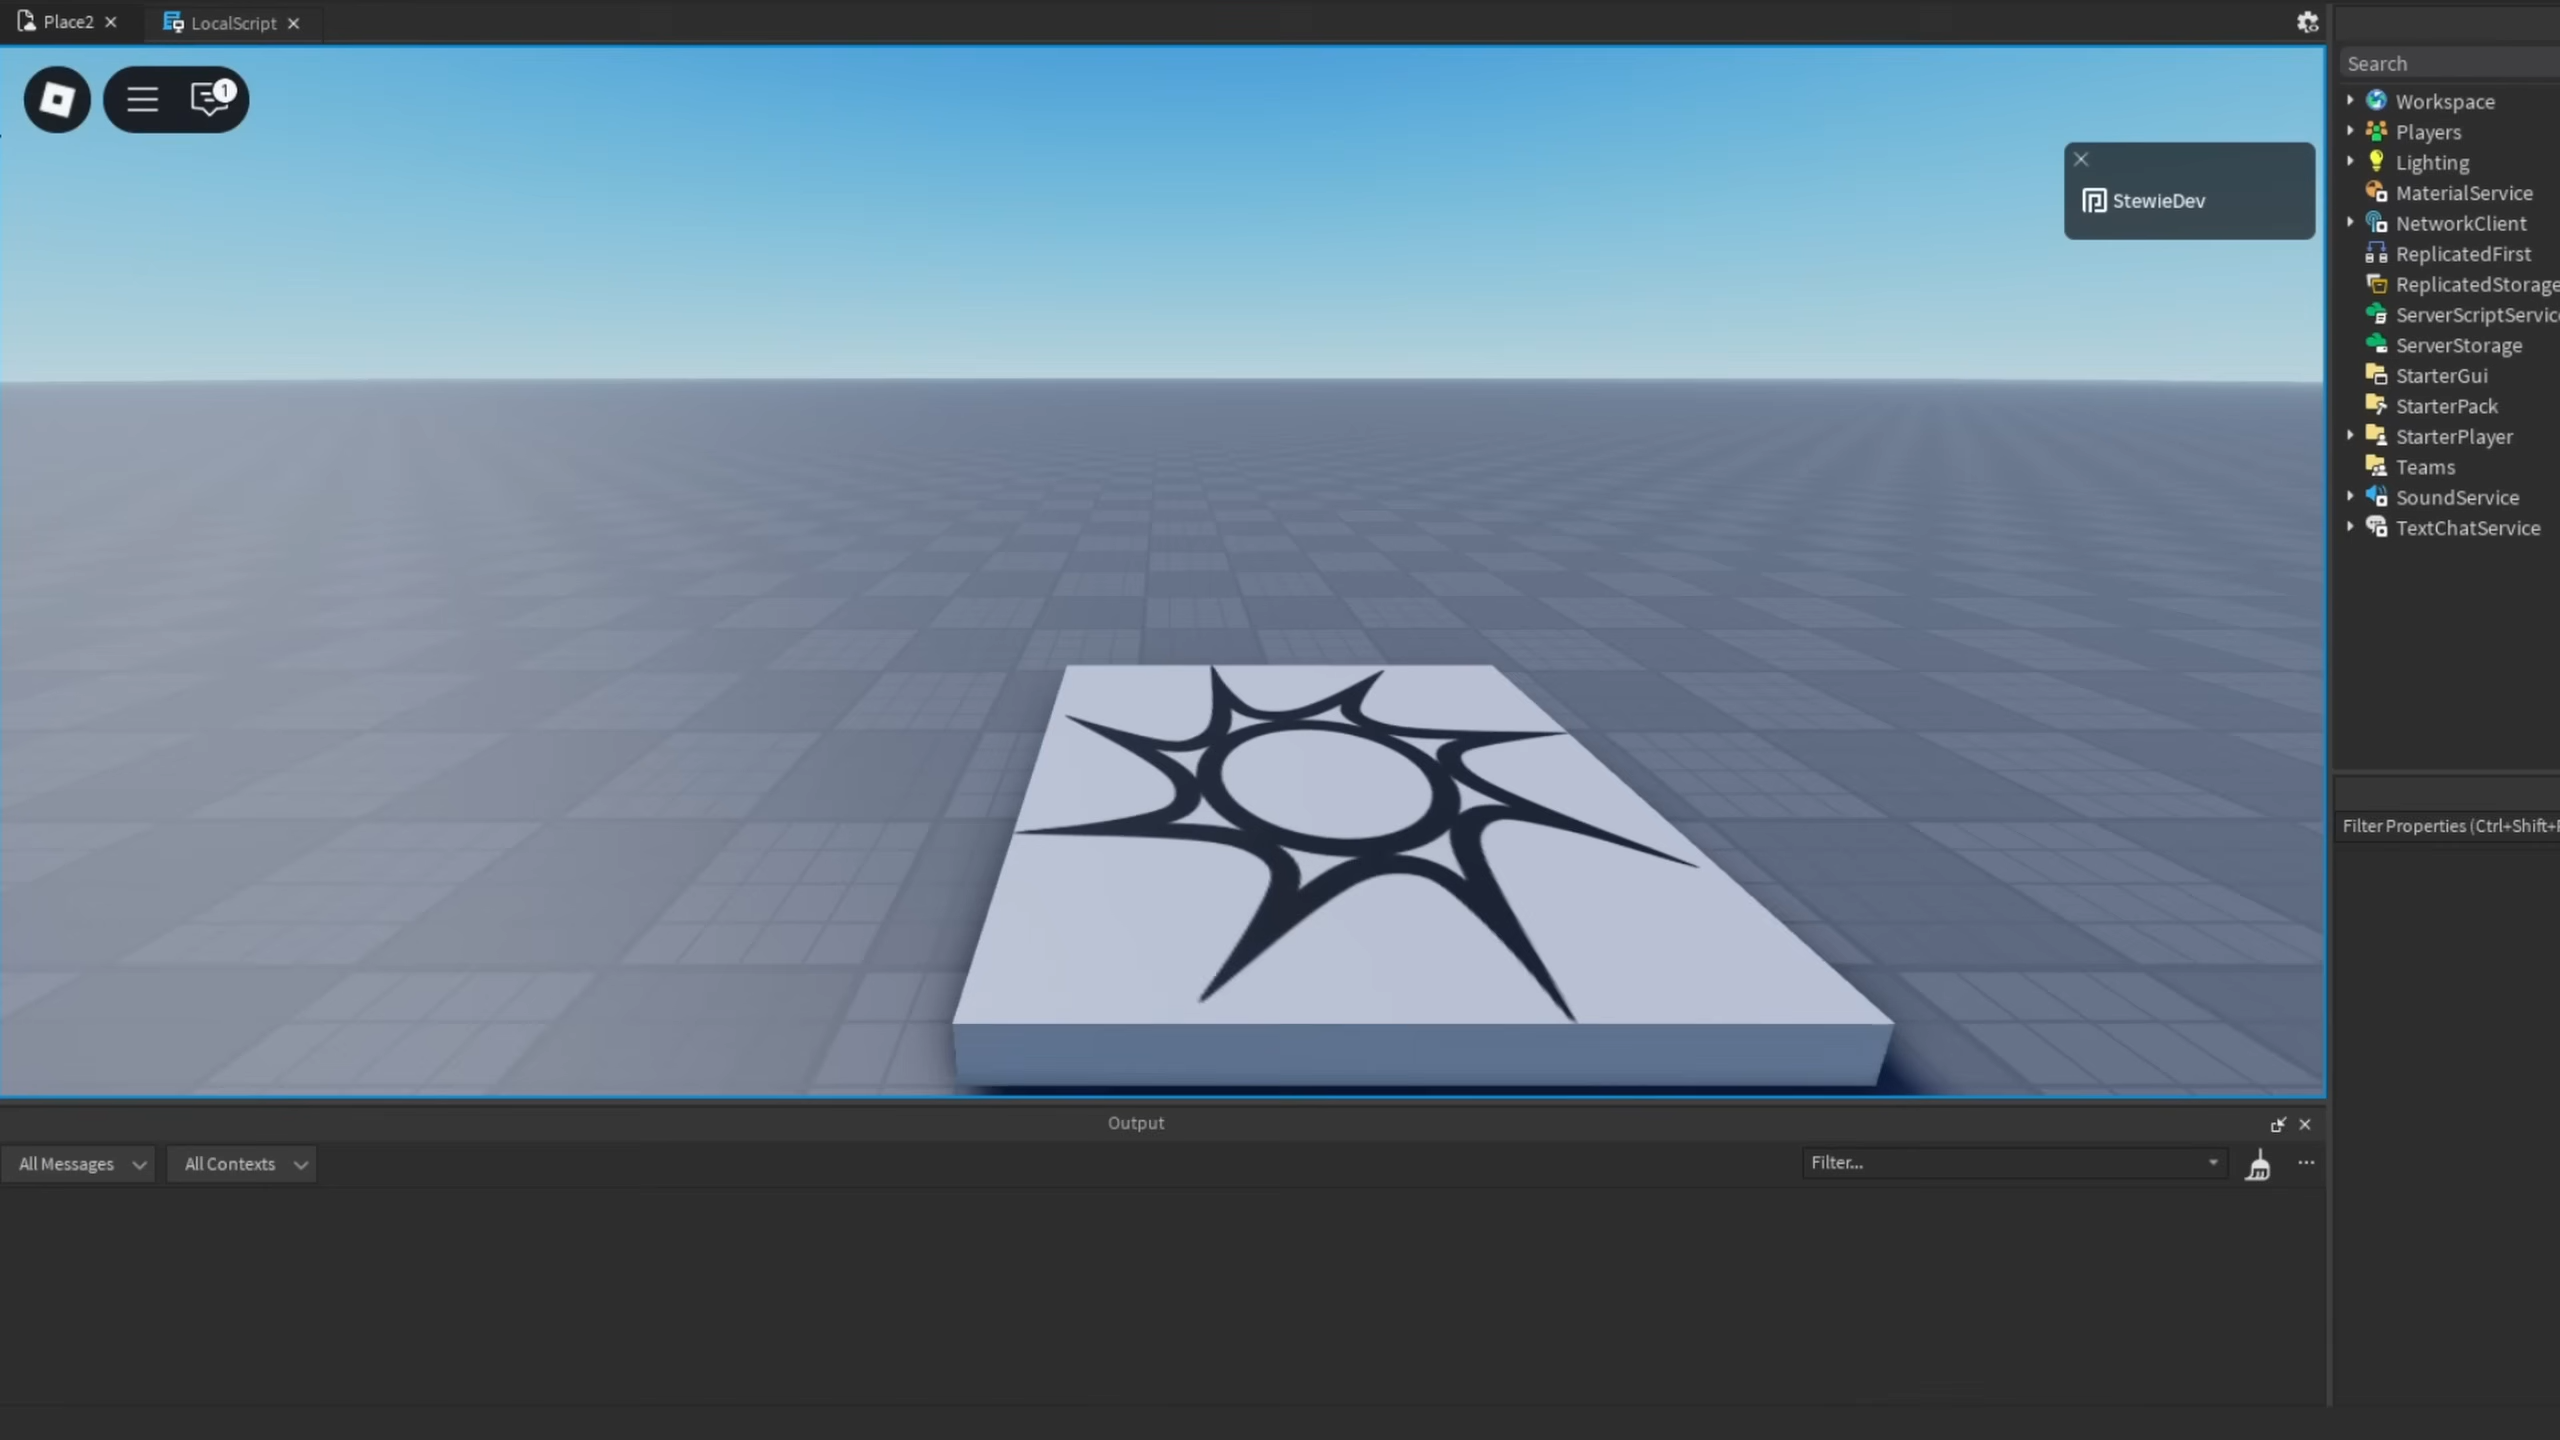 Place2
LocalScript
1
StewieDev
Search
Workspace
Players
Lighting
MaterialService
NetworkClient
ReplicatedFirst
ReplicatedStorage
ServerScriptServic
ServerStorage
StarterGui
StarterPack
StarterPlayer
Teams
SoundService
TextChatService
Filter Properties (Ctrl+Shift+P
Output
All Messages
All Contexts
Filter...